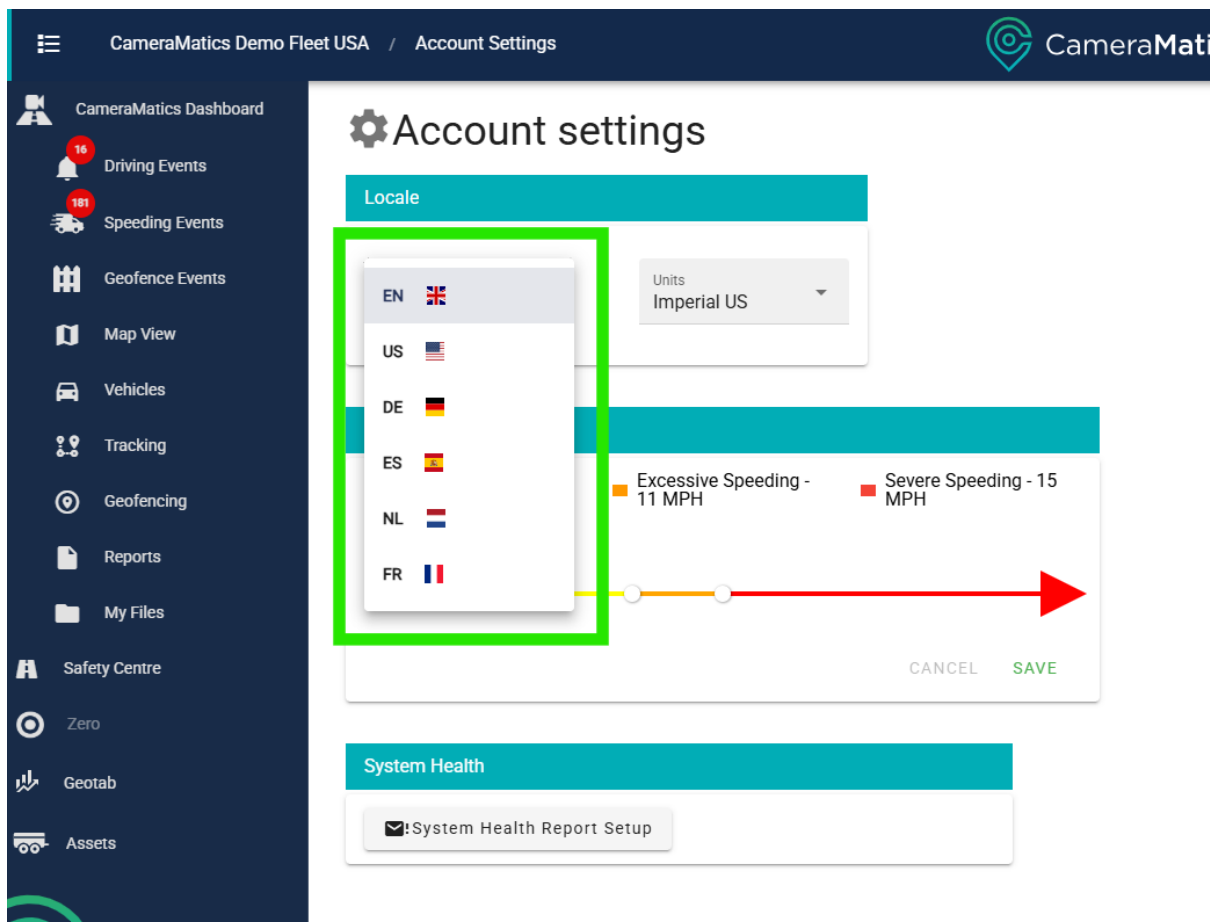 CameraMatics Demo Fleet USA / Account Settings
CameraMati
CameraMatics Dashboard
16
Driving Events
181
Speeding Events
Geofence Events
Map View
Vehicles
Tracking
Geofencing
Reports
My Files
Safety Centre
Zero
Geotab
Assets
Account settings
Locale
EN
US
DE
ES
NL
FR
Units
Imperial US
Excessive Speeding -
11 MPH
Severe Speeding - 15
MPH
CANCEL SAVE
System Health
System Health Report Setup